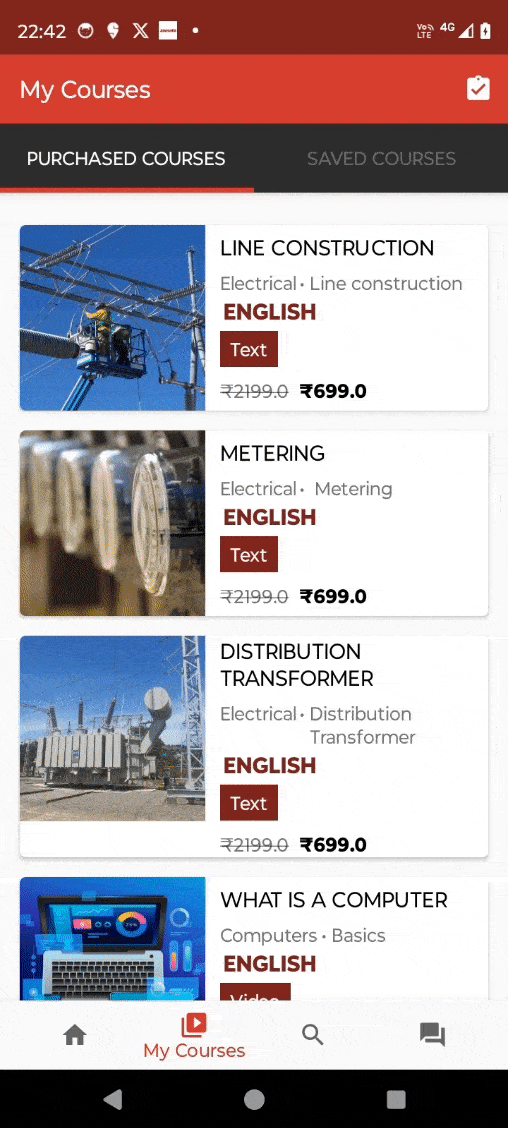 22:42
Vo
LTE
4G
My Courses
PURCHASED COURSES
SAVED COURSES
LINE CONSTRUCTION
Electrical • Line construction
ENGLISH
Text
₹2199.0 ₹699.0
METERING
Electrical • Metering
ENGLISH
Text
₹2199.0 ₹699.0
DISTRIBUTION
TRANSFORMER
Electrical • Distribution
Transformer
ENGLISH
Text
₹2199.0 ₹699.0
WHAT IS A COMPUTER
Computers • Basics
ENGLISH
Video
My Courses